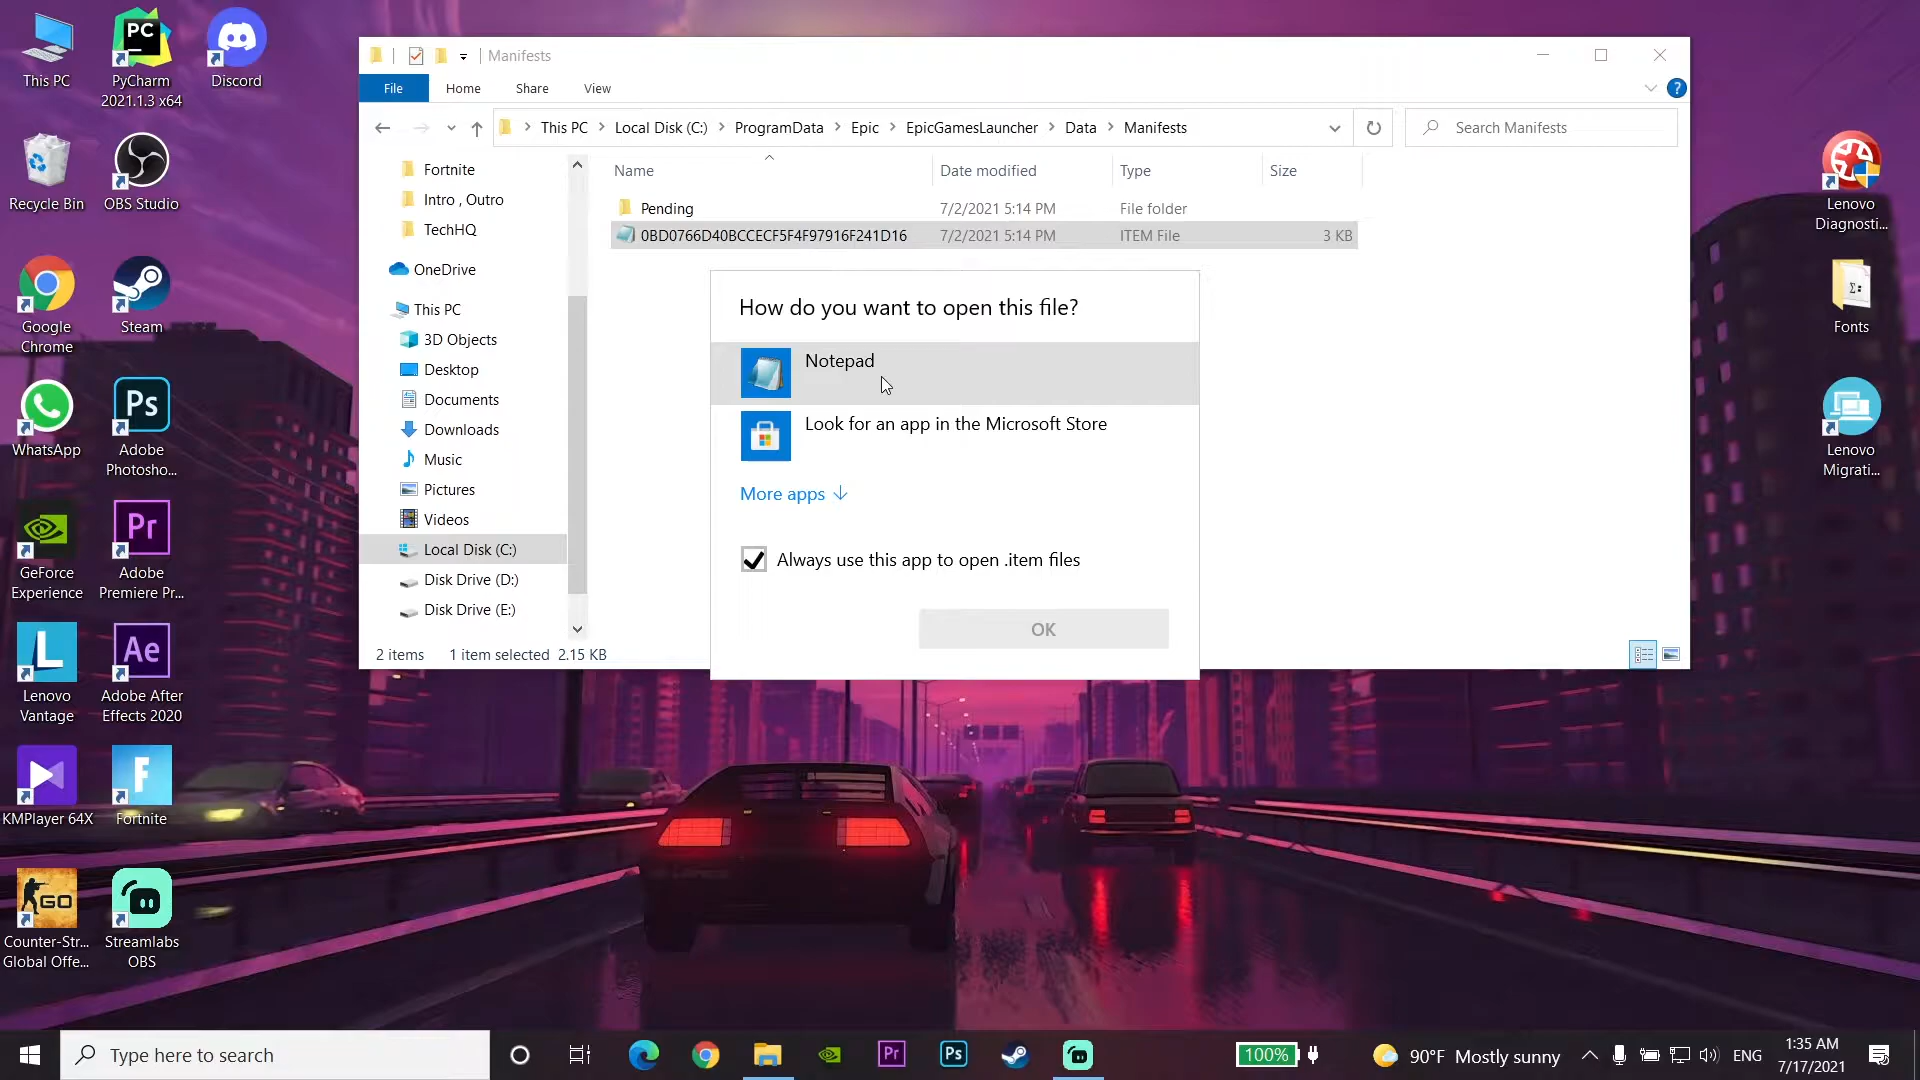 This PC
PC
PyCharm
2021.1.3 x64
Discord
Recycle Bin
OBS Studio
Google
Chrome
Steam
WhatsApp
Ps
Adobe
Photosho...
GeForce
Experience
Pr
Adobe
Premiere Pr...
L
Lenovo
Vantage
Ae
Adobe After
Effects 2020
KMPlayer 64X
F
Fortnite
GO
Counter-Str...
Global Offe...
Streamlabs
OBS
Manifests
File
Home
Share
View
?
This PC
Local Disk (C:)
ProgramData
Epic
EpicGamesLauncher
Data
Manifests
Search Manifests
Fortnite
Intro , Outro
TechHQ
OneDrive
This PC
3D Objects
Desktop
Documents
Downloads
Music
Pictures
Videos
Local Disk (C:)
Disk Drive (D:)
Disk Drive (E:)
Name
Date modified
Type
Size
Pending
7/2/2021 5:14 PM
File folder
0BD0766D40BCCECF5F4F97916F241D16
7/2/2021 5:14 PM
ITEM File
3 KB
How do you want to open this file?
Notepad
Look for an app in the Microsoft Store
More apps
Always use this app to open .item files
OK
2 items
1 item selected 2.15 KB
Lenovo
Diagnosti...
Fonts
Lenovo
Migrati...
Type here to search
Pr
Ps
100%
90°F Mostly sunny
ENG
1:35 AM
7/17/2021